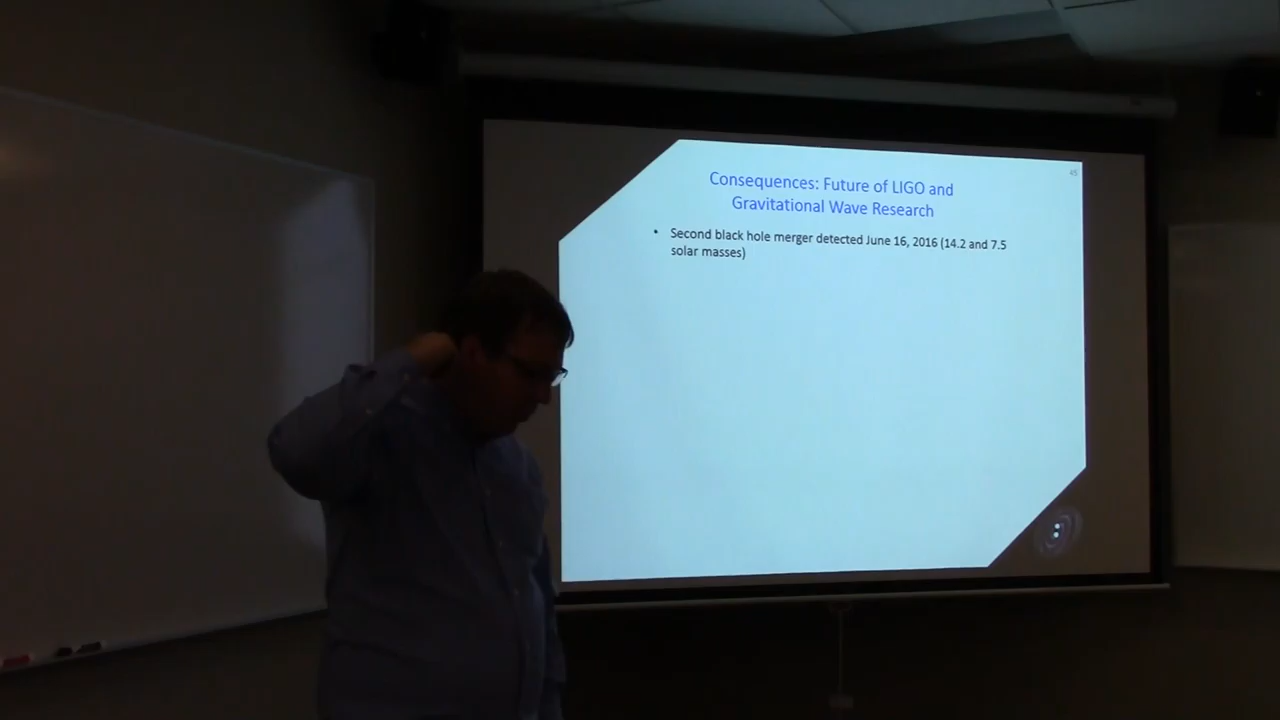 45
Consequences: Future of LIGO and
Gravitational Wave Research
• Second black hole merger detected June 16, 2016 (14.2 and 7.5
solar masses)